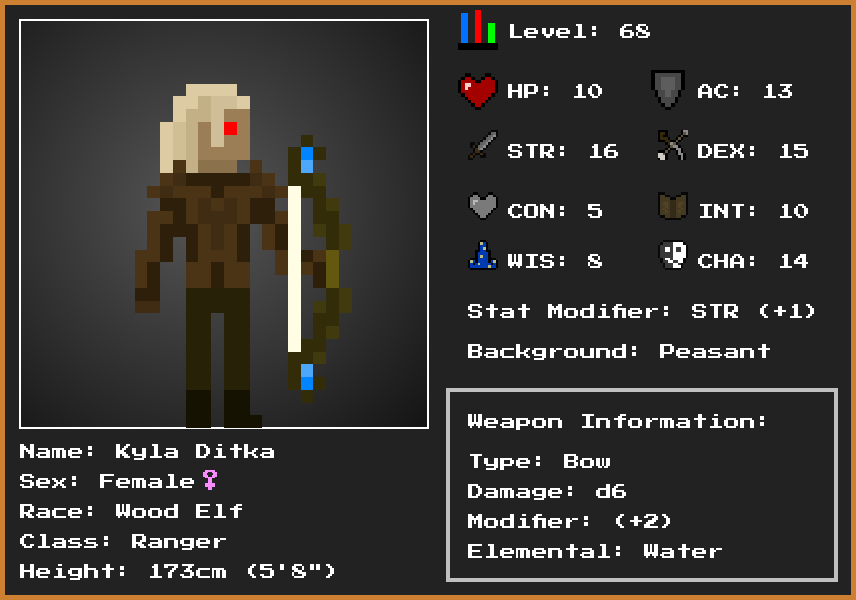 Level: 68
HP: 10
AC: 13
STR: 16
DEX: 15
CON: 5
INT: 10
WIS: 8
CHA: 14
Stat Modifier: STR (+1)
Background: Peasant
Weapon Information:
Type: Bow
Damage: d6
Modifier: (+2)
Elemental: Water
Name: Kyla Ditka
Sex: Female♀
Race: Wood Elf
Class: Ranger
Height: 173cm (5'8")